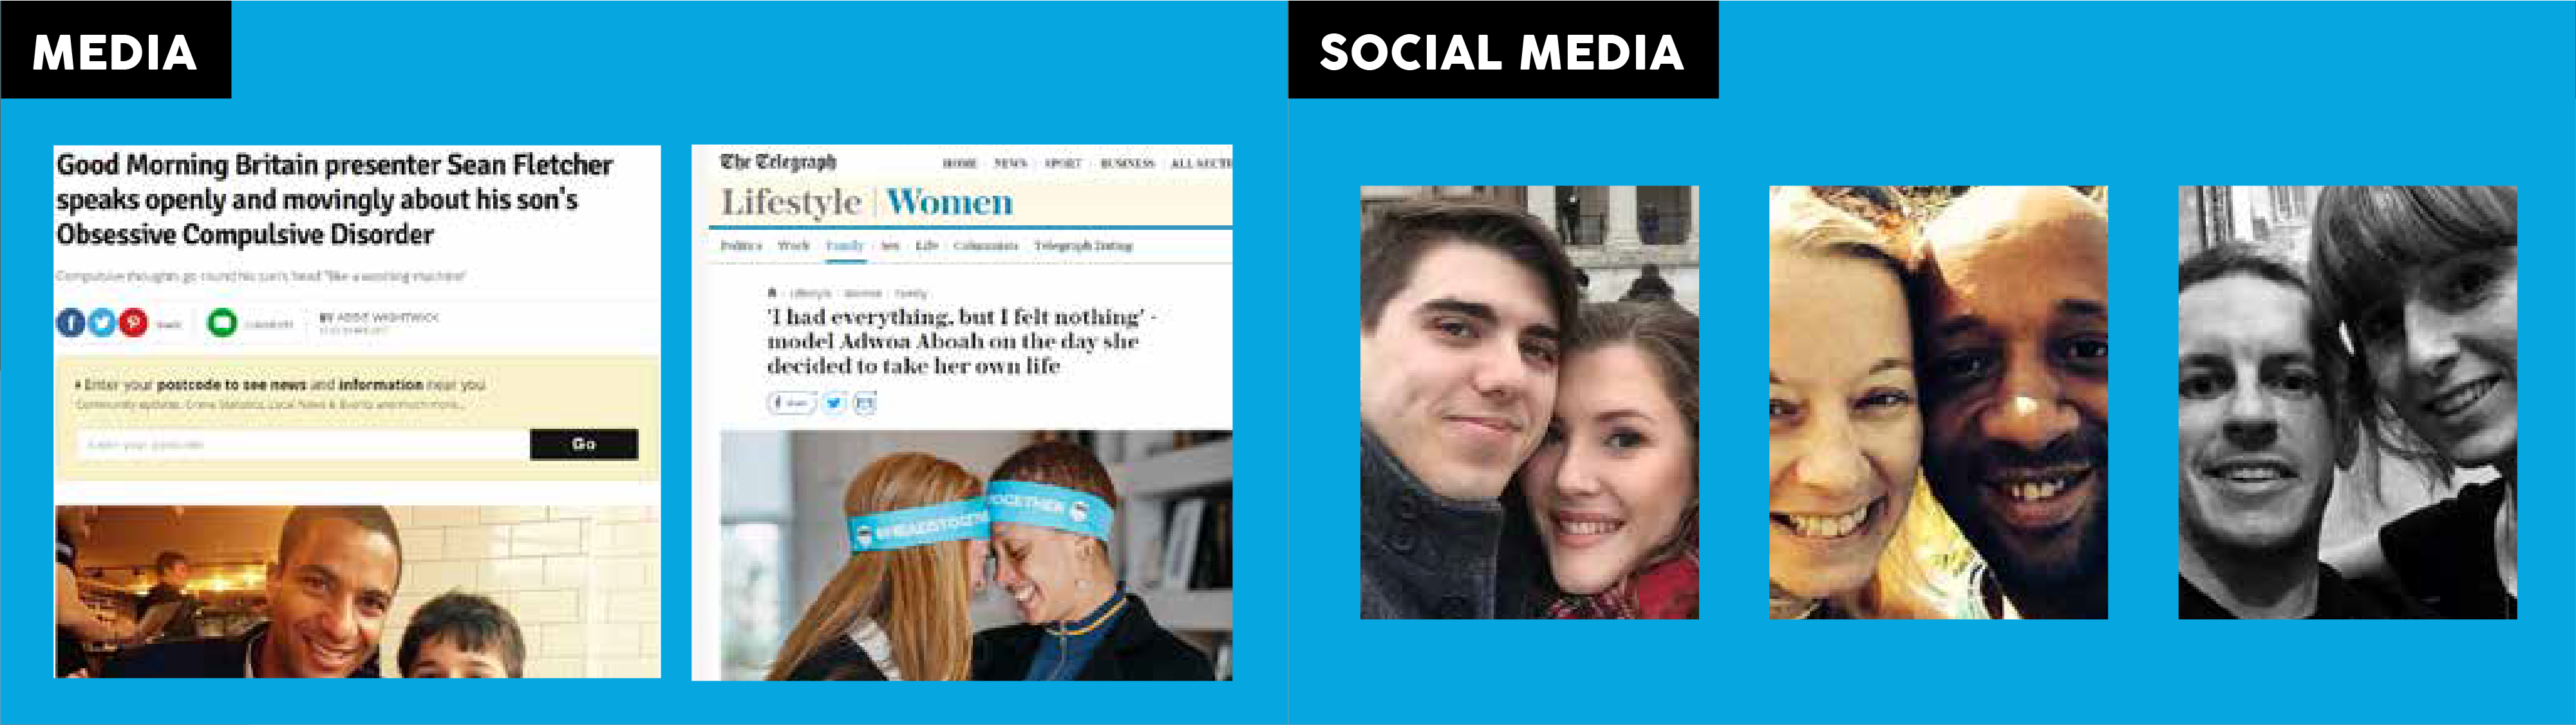 MEDIA
Good Morning Britain presenter Sean Fletcher
speaks openly and movingly about his son's
Obsessive Compulsive Disorder
Compulsive thoughts go round his son's head "like a washing machine"
BY ABBIE WIGHTWICK
Enter your postcode to see news and information near you
Community updates, Crime Statistics, Local News & Events and much more...
Enter your postcode
Go
The Telegraph
HOME NEWS SPORT BUSINESS ALL SECTI
Lifestyle | Women
Politics Work Family Sex Life Columnists Telegraph Dating
Lifestyle Women Family
'I had everything, but I felt nothing' -
model Adwoa Aboah on the day she
decided to take her own life
share
OGETHER
SOCIAL MEDIA